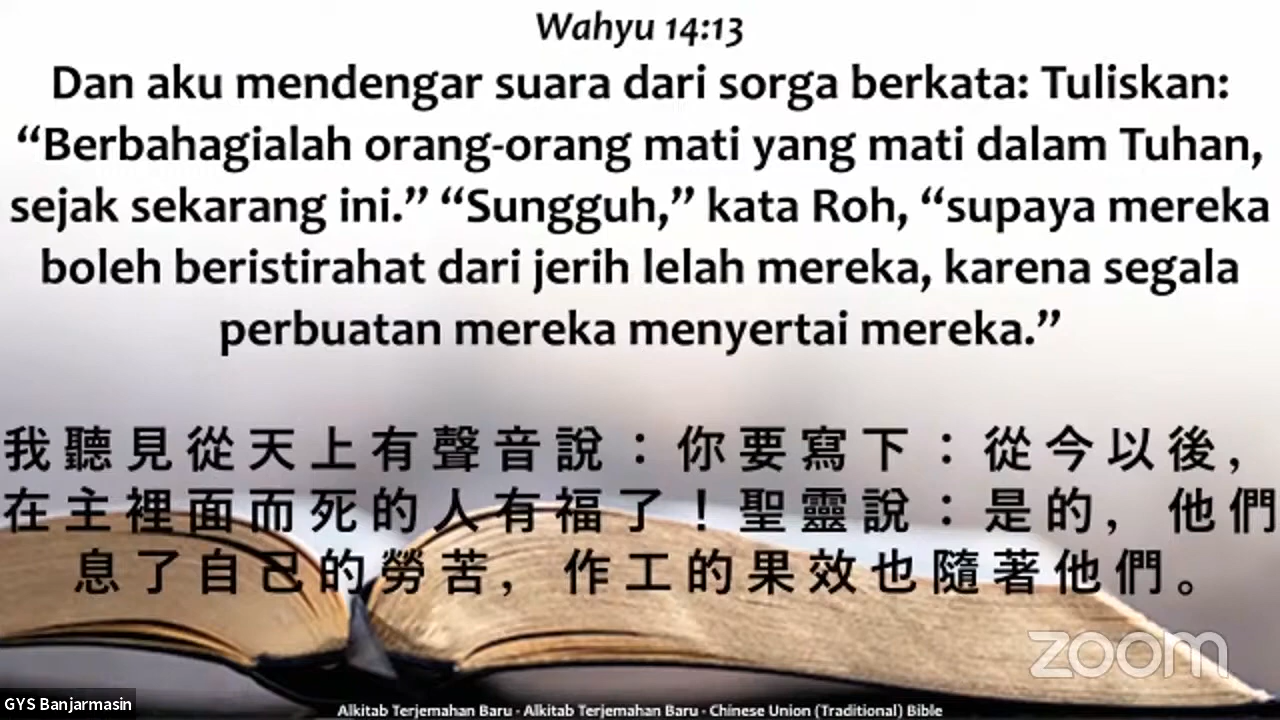 Wahyu 14:13
Dan aku mendengar suara dari sorga berkata: Tuliskan:
“Berbahagialah orang-orang mati yang mati dalam Tuhan,
sejak sekarang ini.” “Sungguh,” kata Roh, “supaya mereka
boleh beristirahat dari jerih lelah mereka, karena segala
perbuatan mereka menyertai mereka.”
我聽見從天上有聲音說：你要寫下：從今以後，
在主裡面而死的人有福了！聖靈說：是的，他們
息了自己的勞苦，作工的果效也隨著他們。
zoom
GYS Banjarmasin
Alkitab Terjemahan Baru - Alkitab Terjemahan Baru - Chinese Union (Traditional) Bible